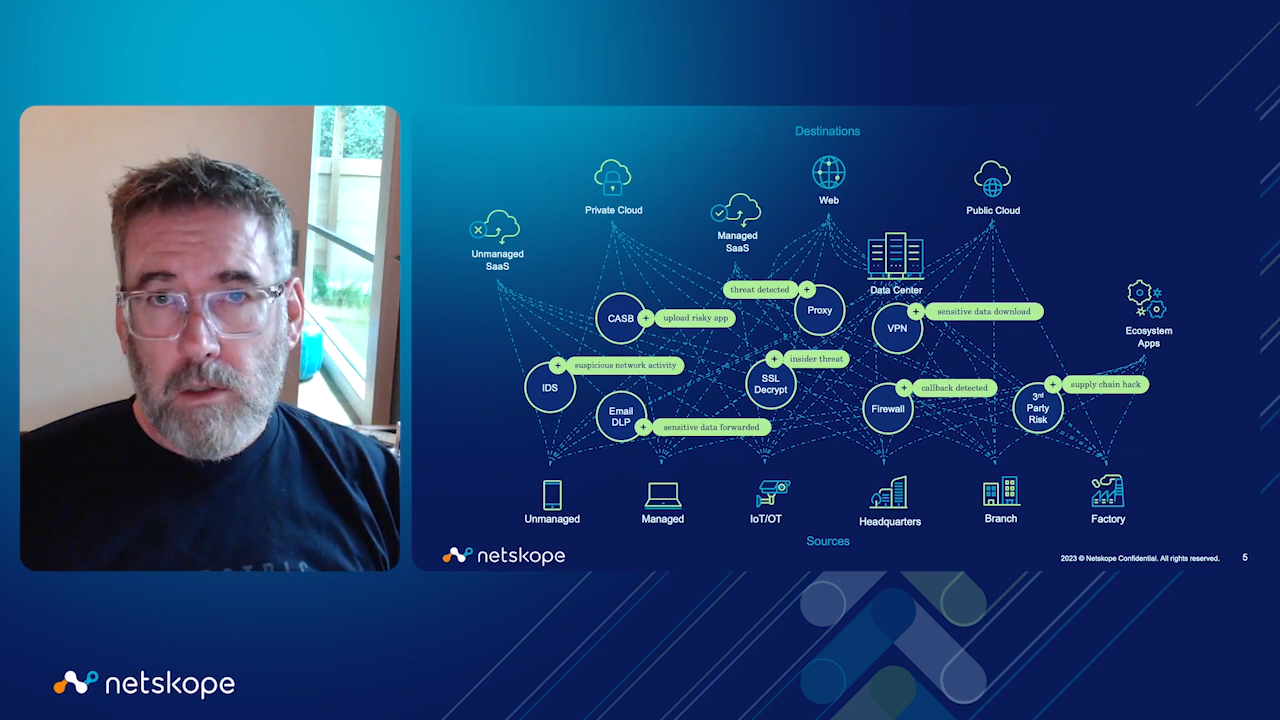 Destinations
Private Cloud
Web
Public Cloud
Managed
SaaS
Unmanaged
SaaS
Data Center
Ecosystem
Apps
threat detected
+
Proxy
CASB
+
upload risky app
VPN
+
sensitive data download
IDS
+
suspicious network activity
SSL
Decrypt
+
insider threat
Email
DLP
+
sensitive data forwarded
Firewall
+
callback detected
3rd
Party
Risk
+
supply chain hack
Unmanaged
Managed
IoT/OT
Headquarters
Branch
Factory
Sources
netskope
2023 © Netskope Confidential. All rights reserved.
5
netskope